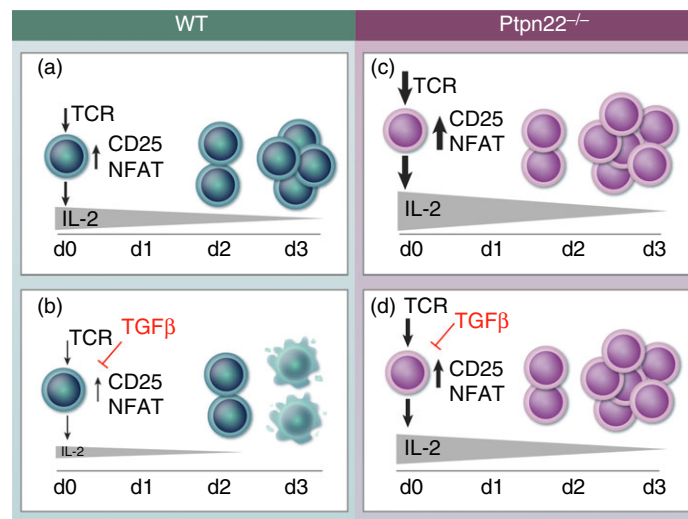 WT
Ptpn22–/–
(a)
TCR
CD25
NFAT
IL-2
d0 d1 d2 d3
(c)
TCR
CD25
NFAT
IL-2
d0 d1 d2 d3
(b)
TGFβ
TCR
CD25
NFAT
IL-2
d0 d1 d2 d3
(d)
TCR
TGFβ
CD25
NFAT
IL-2
d0 d1 d2 d3